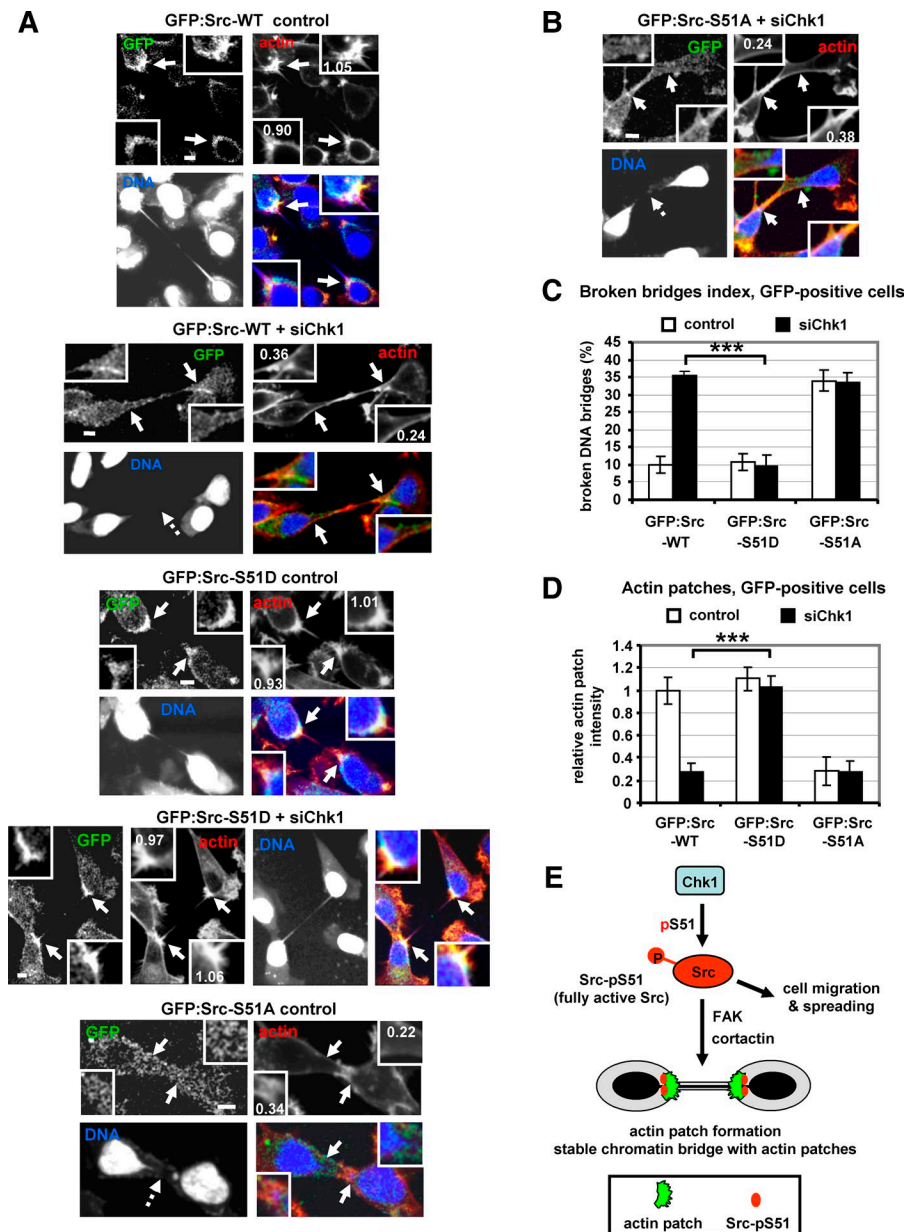 A
GFP:Src-WT control
GFP
actin
1.05
0.90
DNA
GFP:Src-WT + siChk1
GFP
0.36
actin
0.24
DNA
GFP:Src-S51D control
GFP
actin
1.01
0.93
DNA
GFP:Src-S51D + siChk1
GFP
0.97
actin
DNA
1.06
GFP:Src-S51A control
GFP
actin
0.22
0.34
DNA
B
GFP:Src-S51A + siChk1
GFP
0.24
actin
0.38
DNA
C Broken bridges index, GFP-positive cells
control siChk1
broken DNA bridges (%)
45
40
35
30
25
20
15
10
5
0
***
GFP:Src GFP:Src GFP:Src
-WT -S51D -S51A
D Actin patches, GFP-positive cells
control siChk1
relative actin patch
intensity
1.4
1.2
1
0.8
0.6
0.4
0.2
0
***
GFP:Src GFP:Src GFP:Src
-WT -S51D -S51A
E
Chk1
pS51
P
Src
Src-pS51
(fully active Src)
cell migration
& spreading
FAK
cortactin
actin patch formation
stable chromatin bridge with actin patches
actin patch Src-pS51